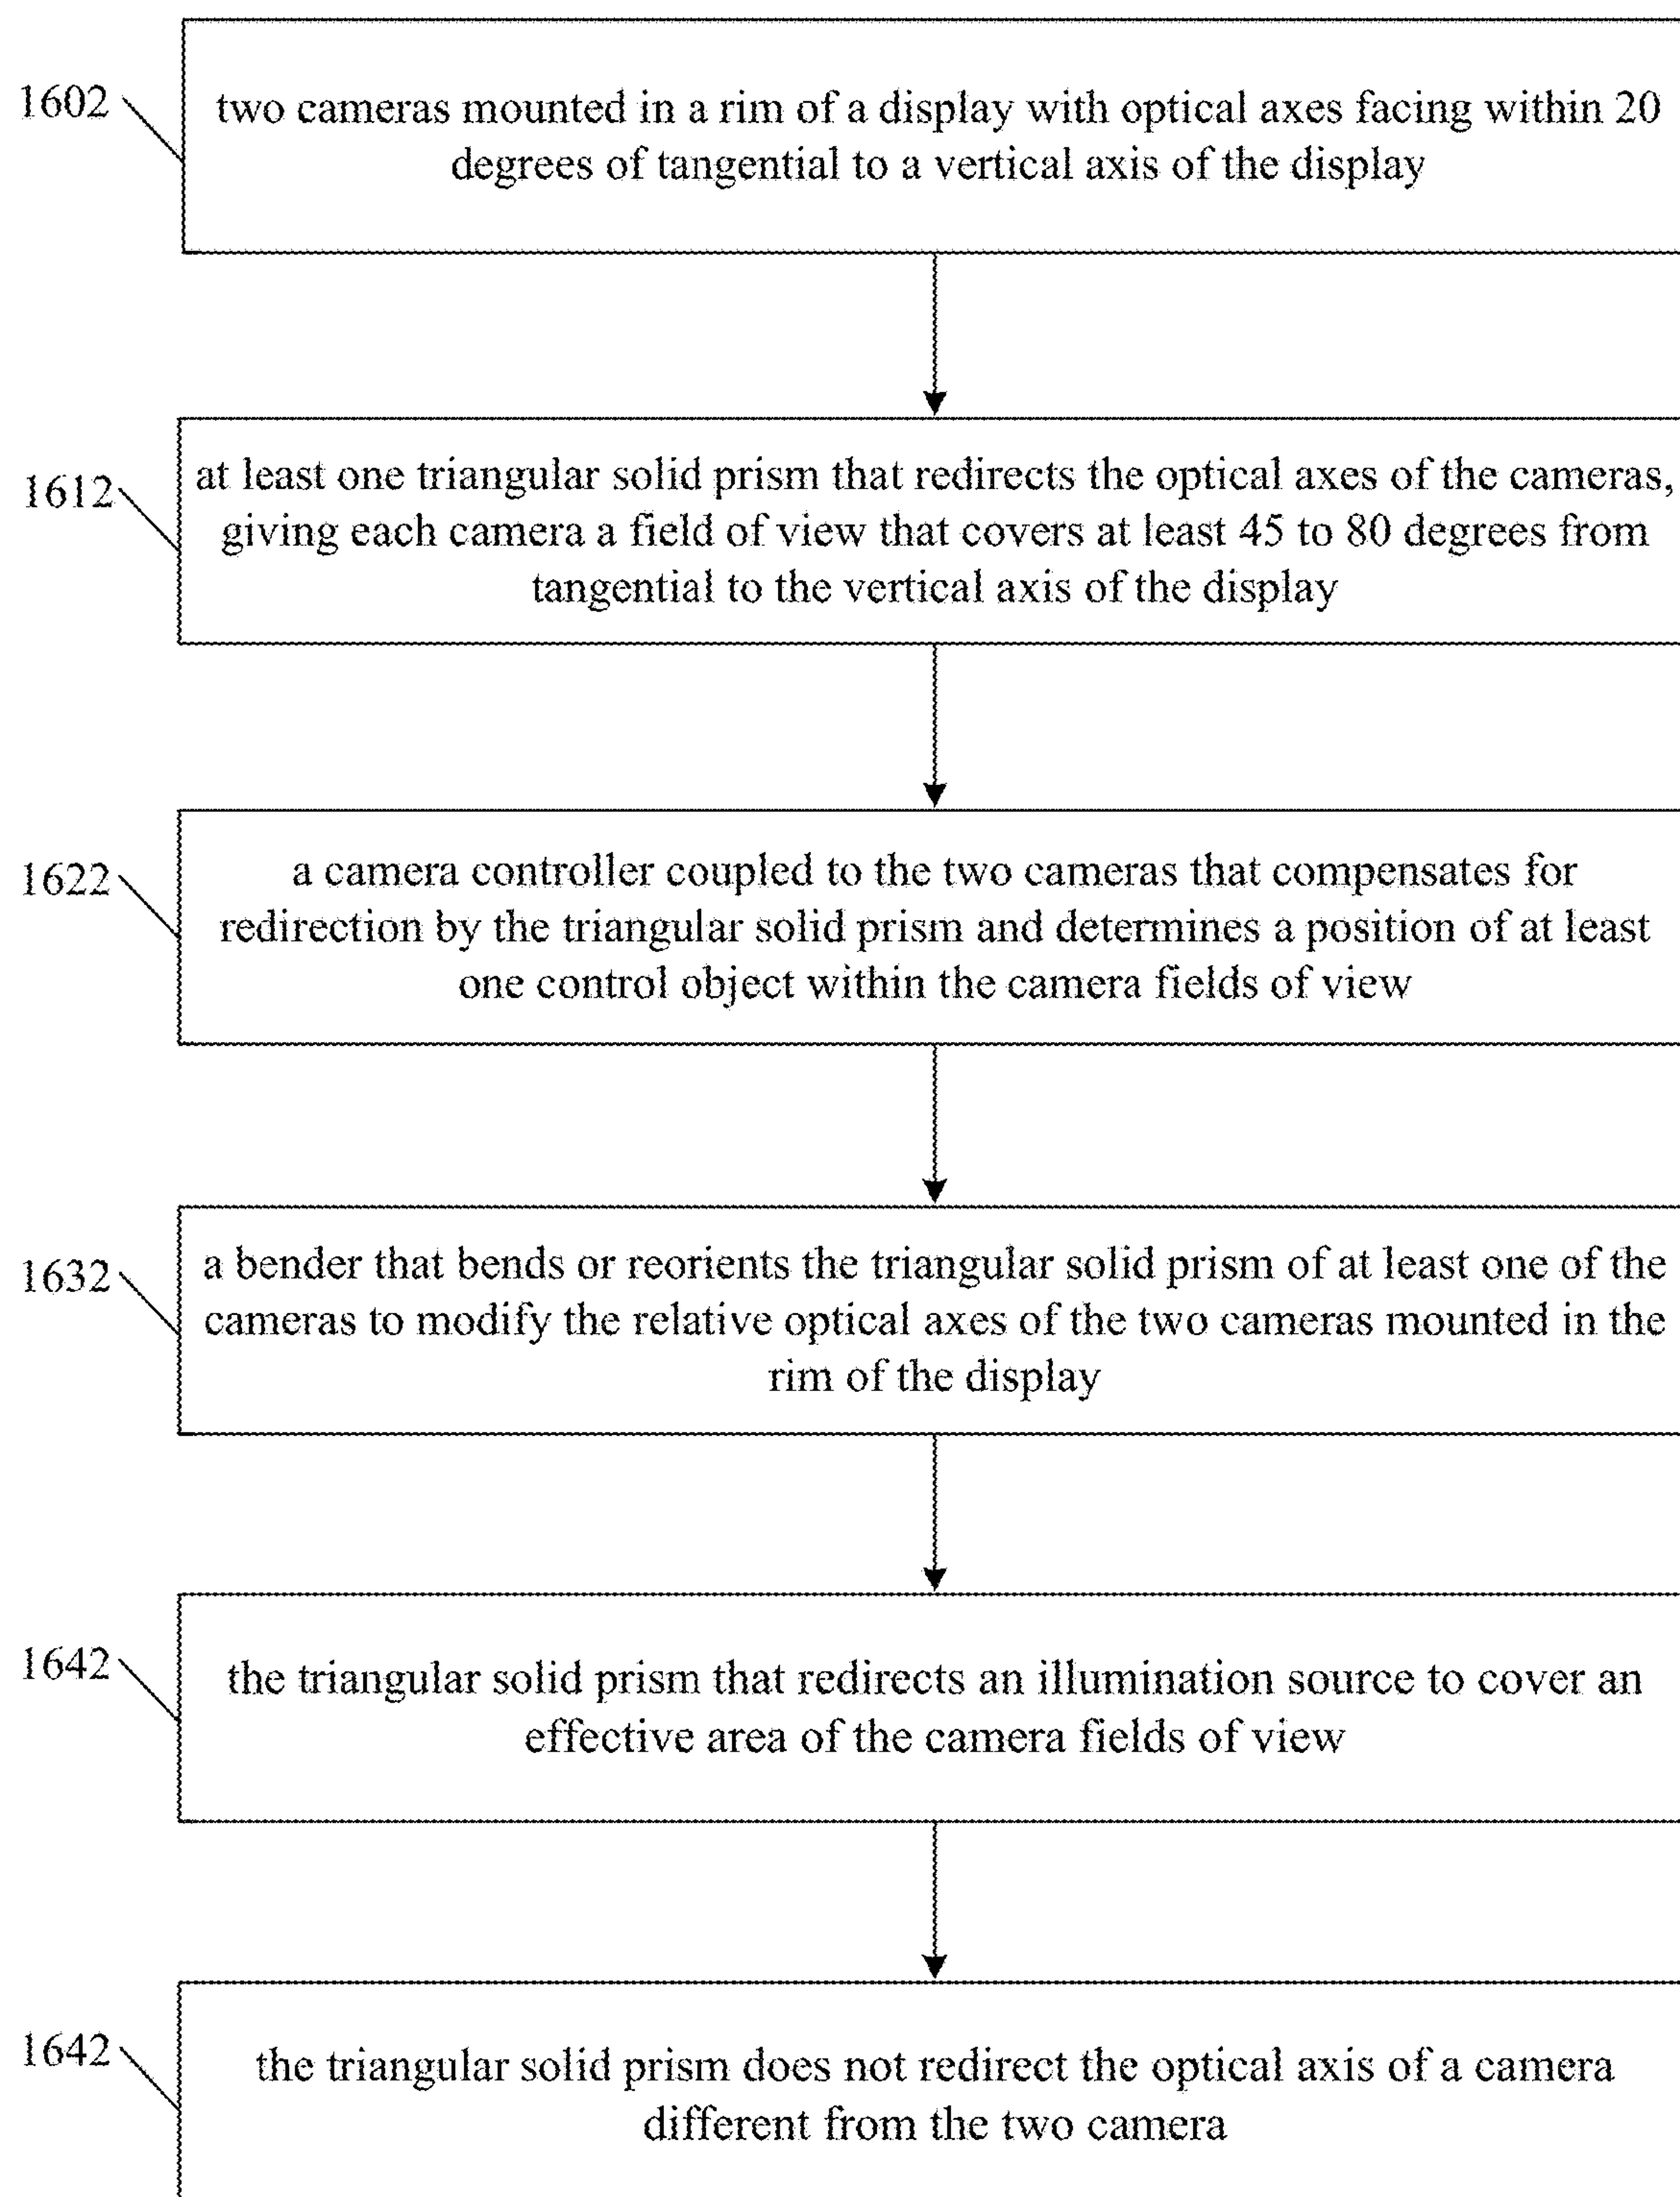 1602
two cameras mounted in a rim of a display with optical axes facing within 20
degrees of tangential to a vertical axis of the display
1612
at least one triangular solid prism that redirects the optical axes of the cameras,
giving each camera a field of view that covers at least 45 to 80 degrees from
tangential to the vertical axis of the display
1622
a camera controller coupled to the two cameras that compensates for
redirection by the triangular solid prism and determines a position of at least
one control object within the camera fields of view
1632
a bender that bends or reorients the triangular solid prism of at least one of the
cameras to modify the relative optical axes of the two cameras mounted in the
rim of the display
1642
the triangular solid prism that redirects an illumination source to cover an
effective area of the camera fields of view
1642
the triangular solid prism does not redirect the optical axis of a camera
different from the two camera